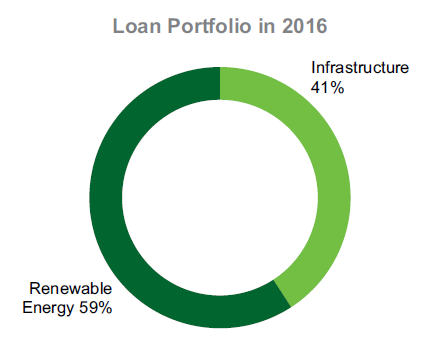 Loan Portfolio in 2016
Infrastructure
41%
Renewable
Energy 59%